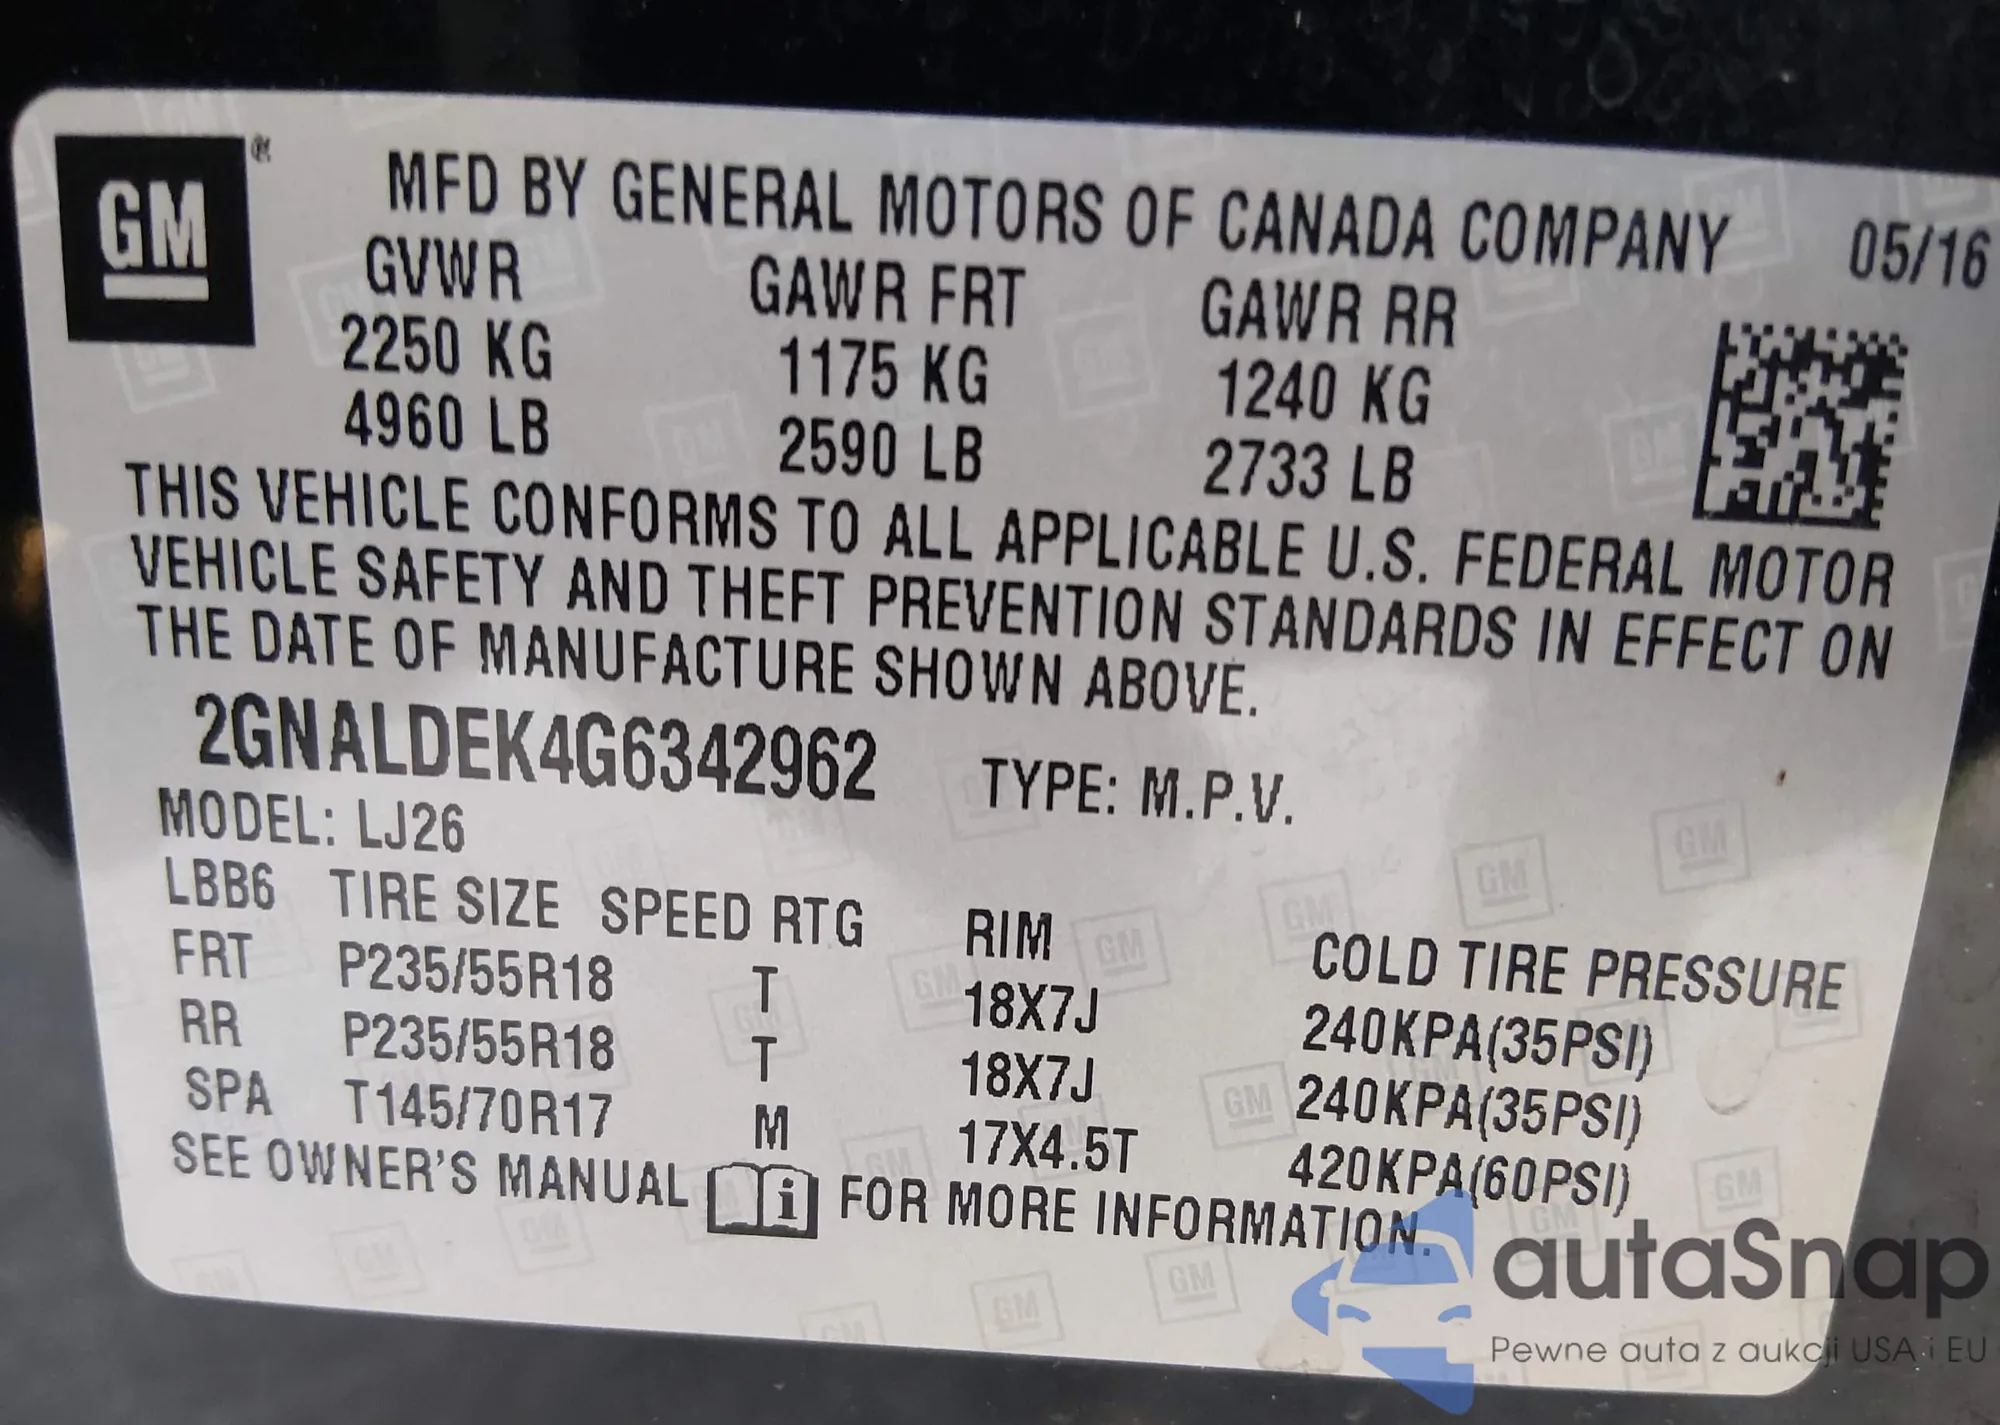 GM ®
MFD BY GENERAL MOTORS OF CANADA COMPANY 05/16
GVWR GAWR FRT GAWR RR
2250 KG 1175 KG 1240 KG
4960 LB 2590 LB 2733 LB
THIS VEHICLE CONFORMS TO ALL APPLICABLE U.S. FEDERAL MOTOR
VEHICLE SAFETY AND THEFT PREVENTION STANDARDS IN EFFECT ON
THE DATE OF MANUFACTURE SHOWN ABOVE.
2GNALDEK4G6342962 TYPE: M.P.V.
MODEL: LJ26
LBB6 TIRE SIZE SPEED RTG RIM COLD TIRE PRESSURE
FRT P235/55R18 T 18X7J 240KPA(35PSI)
RR P235/55R18 T 18X7J 240KPA(35PSI)
SPA T145/70R17 M 17X4.5T 420KPA(60PSI)
SEE OWNER'S MANUAL i FOR MORE INFORMATION.
autaSnap
Pewne auta z aukcji USA i EU